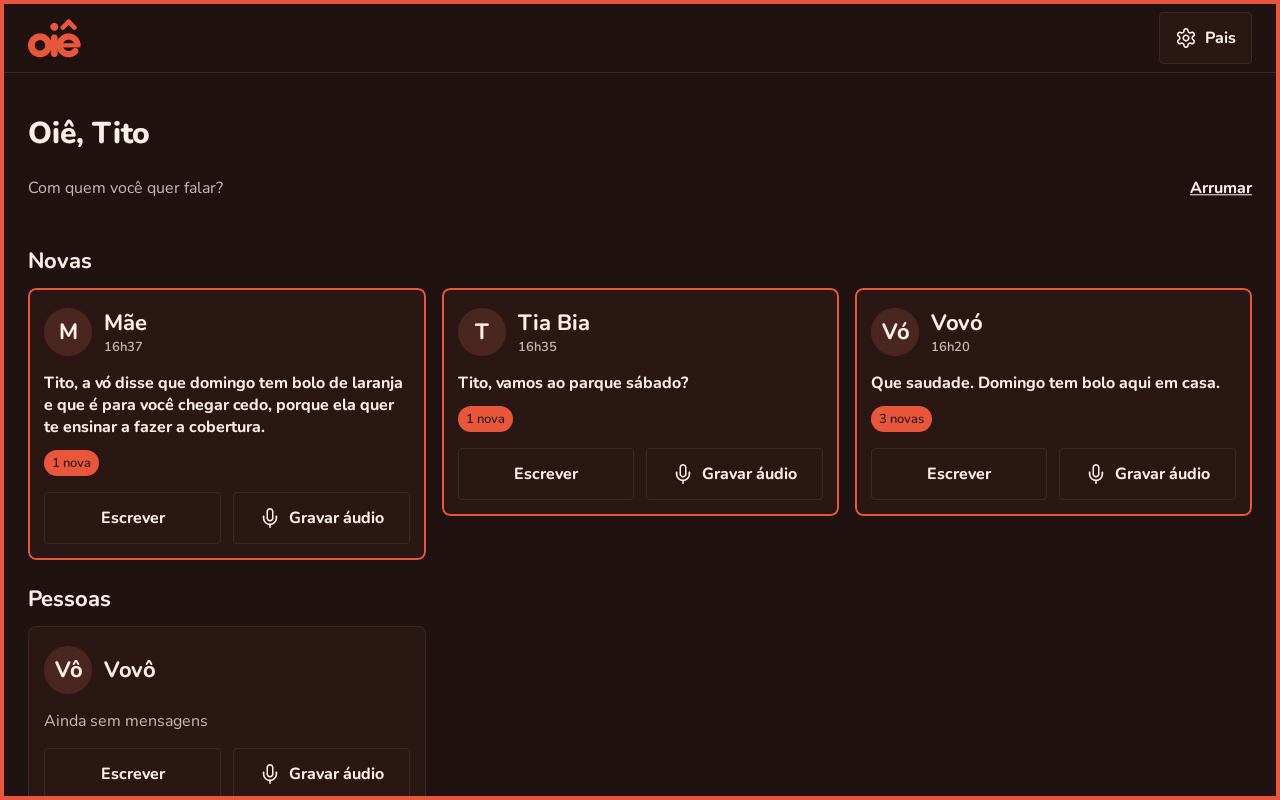 oiê
Pais
Oiê, Tito
Com quem você quer falar?
Arrumar
Novas
M
Mãe
16h37
Tito, a vó disse que domingo tem bolo de laranja
e que é para você chegar cedo, porque ela quer
te ensinar a fazer a cobertura.
1 nova
Escrever
Gravar áudio
T
Tia Bia
16h35
Tito, vamos ao parque sábado?
1 nova
Escrever
Gravar áudio
Vó
Vovó
16h20
Que saudade. Domingo tem bolo aqui em casa.
3 novas
Escrever
Gravar áudio
Pessoas
Vô
Vovô
Ainda sem mensagens
Escrever
Gravar áudio